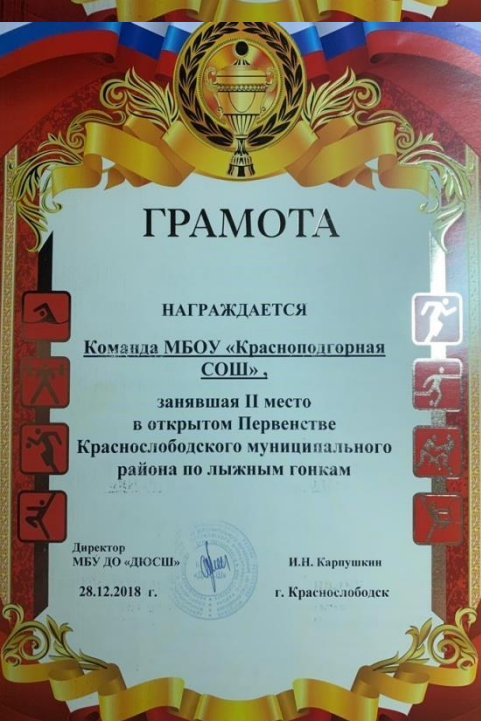 ГРАМОТА
НАГРАЖДАЕТСЯ
Команда МБОУ «Красноподгорная
СОШ» ,
занявшая II место
в открытом Первенстве
Краснослободского муниципального
района по лыжным гонкам
Директор
МБУ ДО «ДЮСШ»
И.Н. Карпушкин
28.12.2018 г.
г. Краснослободск